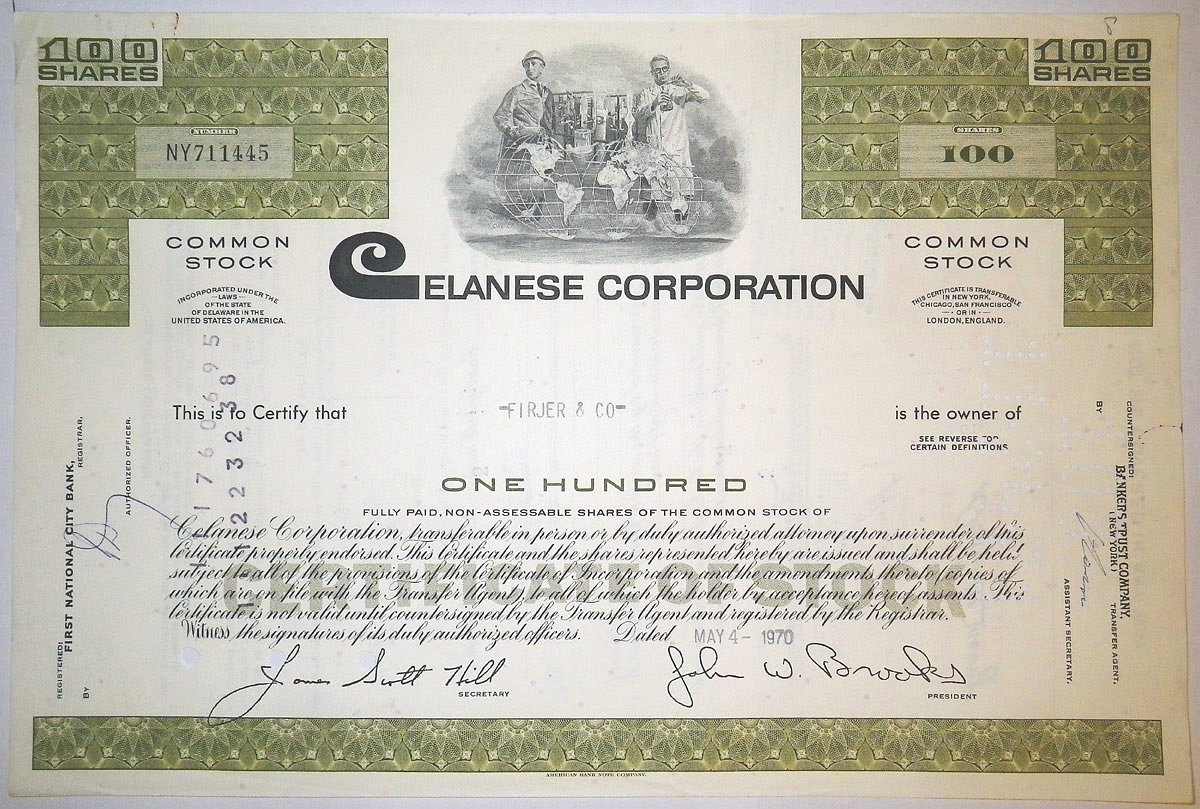 100
SHARES
100
SHARES
NUMBER
NY711445
SHARES
100
COMMON
STOCK
COMMON
STOCK
CELANESE CORPORATION
INCORPORATED UNDER THE
—LAWS—
OF THE STATE
OF DELAWARE IN THE
UNITED STATES OF AMERICA.
THIS CERTIFICATE IS TRANSFERABLE
IN NEW YORK,
CHICAGO, SAN FRANCISCO
— • OR IN —
LONDON, ENGLAND.
This is to Certify that
-FIRJER & CO-
is the owner of
SEE REVERSE FOR
CERTAIN DEFINITIONS
ONE HUNDRED
FULLY PAID, NON-ASSESSABLE SHARES OF THE COMMON STOCK OF
CERTIFICATE OF STOCK
Celanese Corporation, transferable in person or by duly authorized attorney upon surrender of this
Certificate properly endorsed. This Certificate and the shares represented hereby are issued and shall be held
subject to all of the provisions of the Certificate of Incorporation and the amendments thereto (copies of
which are on file with the Transfer Agent), to all of which the holder by acceptance hereof assents. This
Certificate is not valid until countersigned by the Transfer Agent and registered by the Registrar.
Witness the signatures of its duly authorized officers.
Dated MAY 4 - 1970
James Scott Hill
SECRETARY
John W. Brooks
PRESIDENT
REGISTERED:
FIRST NATIONAL CITY BANK,
REGISTRAR,
BY
AUTHORIZED OFFICER.
COUNTERSIGNED:
BANKERS TRUST COMPANY,
(NEW YORK)
TRANSFER AGENT,
BY
ASSISTANT SECRETARY.
AMERICAN BANK NOTE COMPANY.